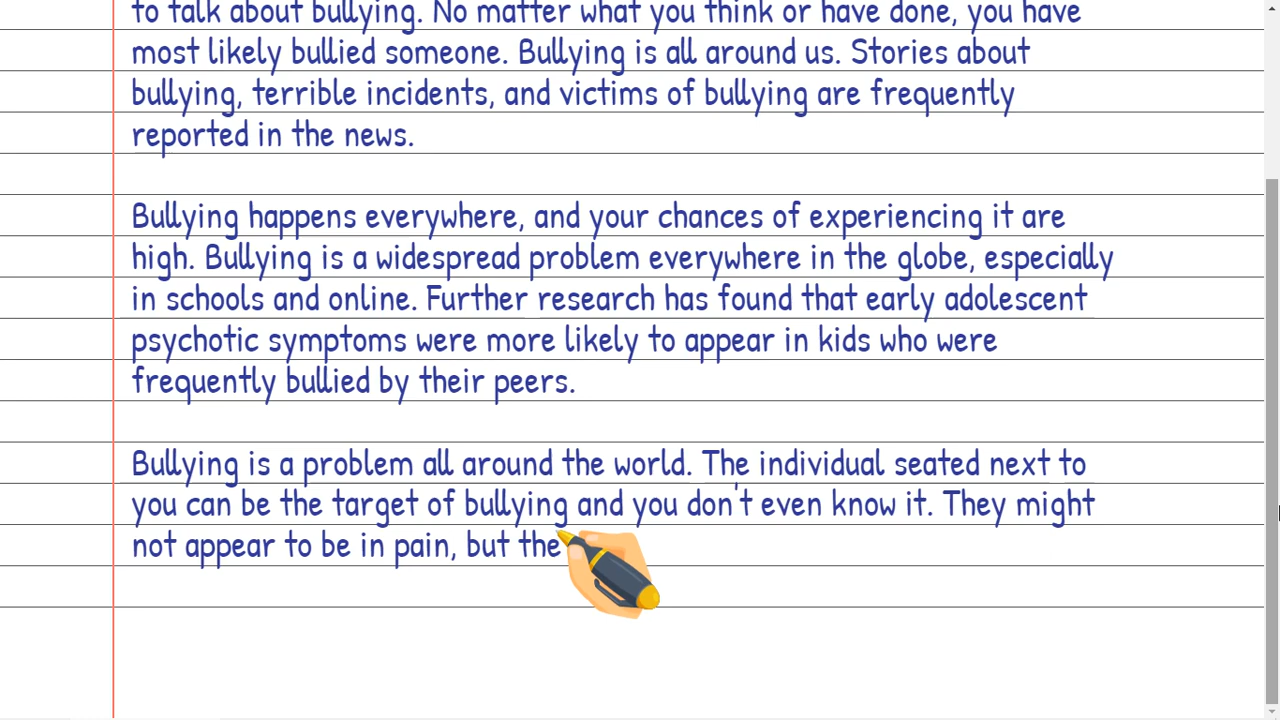 to talk about bullying. No matter what you think or have done, you have
most likely bullied someone. Bullying is all around us. Stories about
bullying, terrible incidents, and victims of bullying are frequently
reported in the news.
Bullying happens everywhere, and your chances of experiencing it are
high. Bullying is a widespread problem everywhere in the globe, especially
in schools and online. Further research has found that early adolescent
psychotic symptoms were more likely to appear in kids who were
frequently bullied by their peers.
Bullying is a problem all around the world. The individual seated next to
you can be the target of bullying and you don't even know it. They might
not appear to be in pain, but the